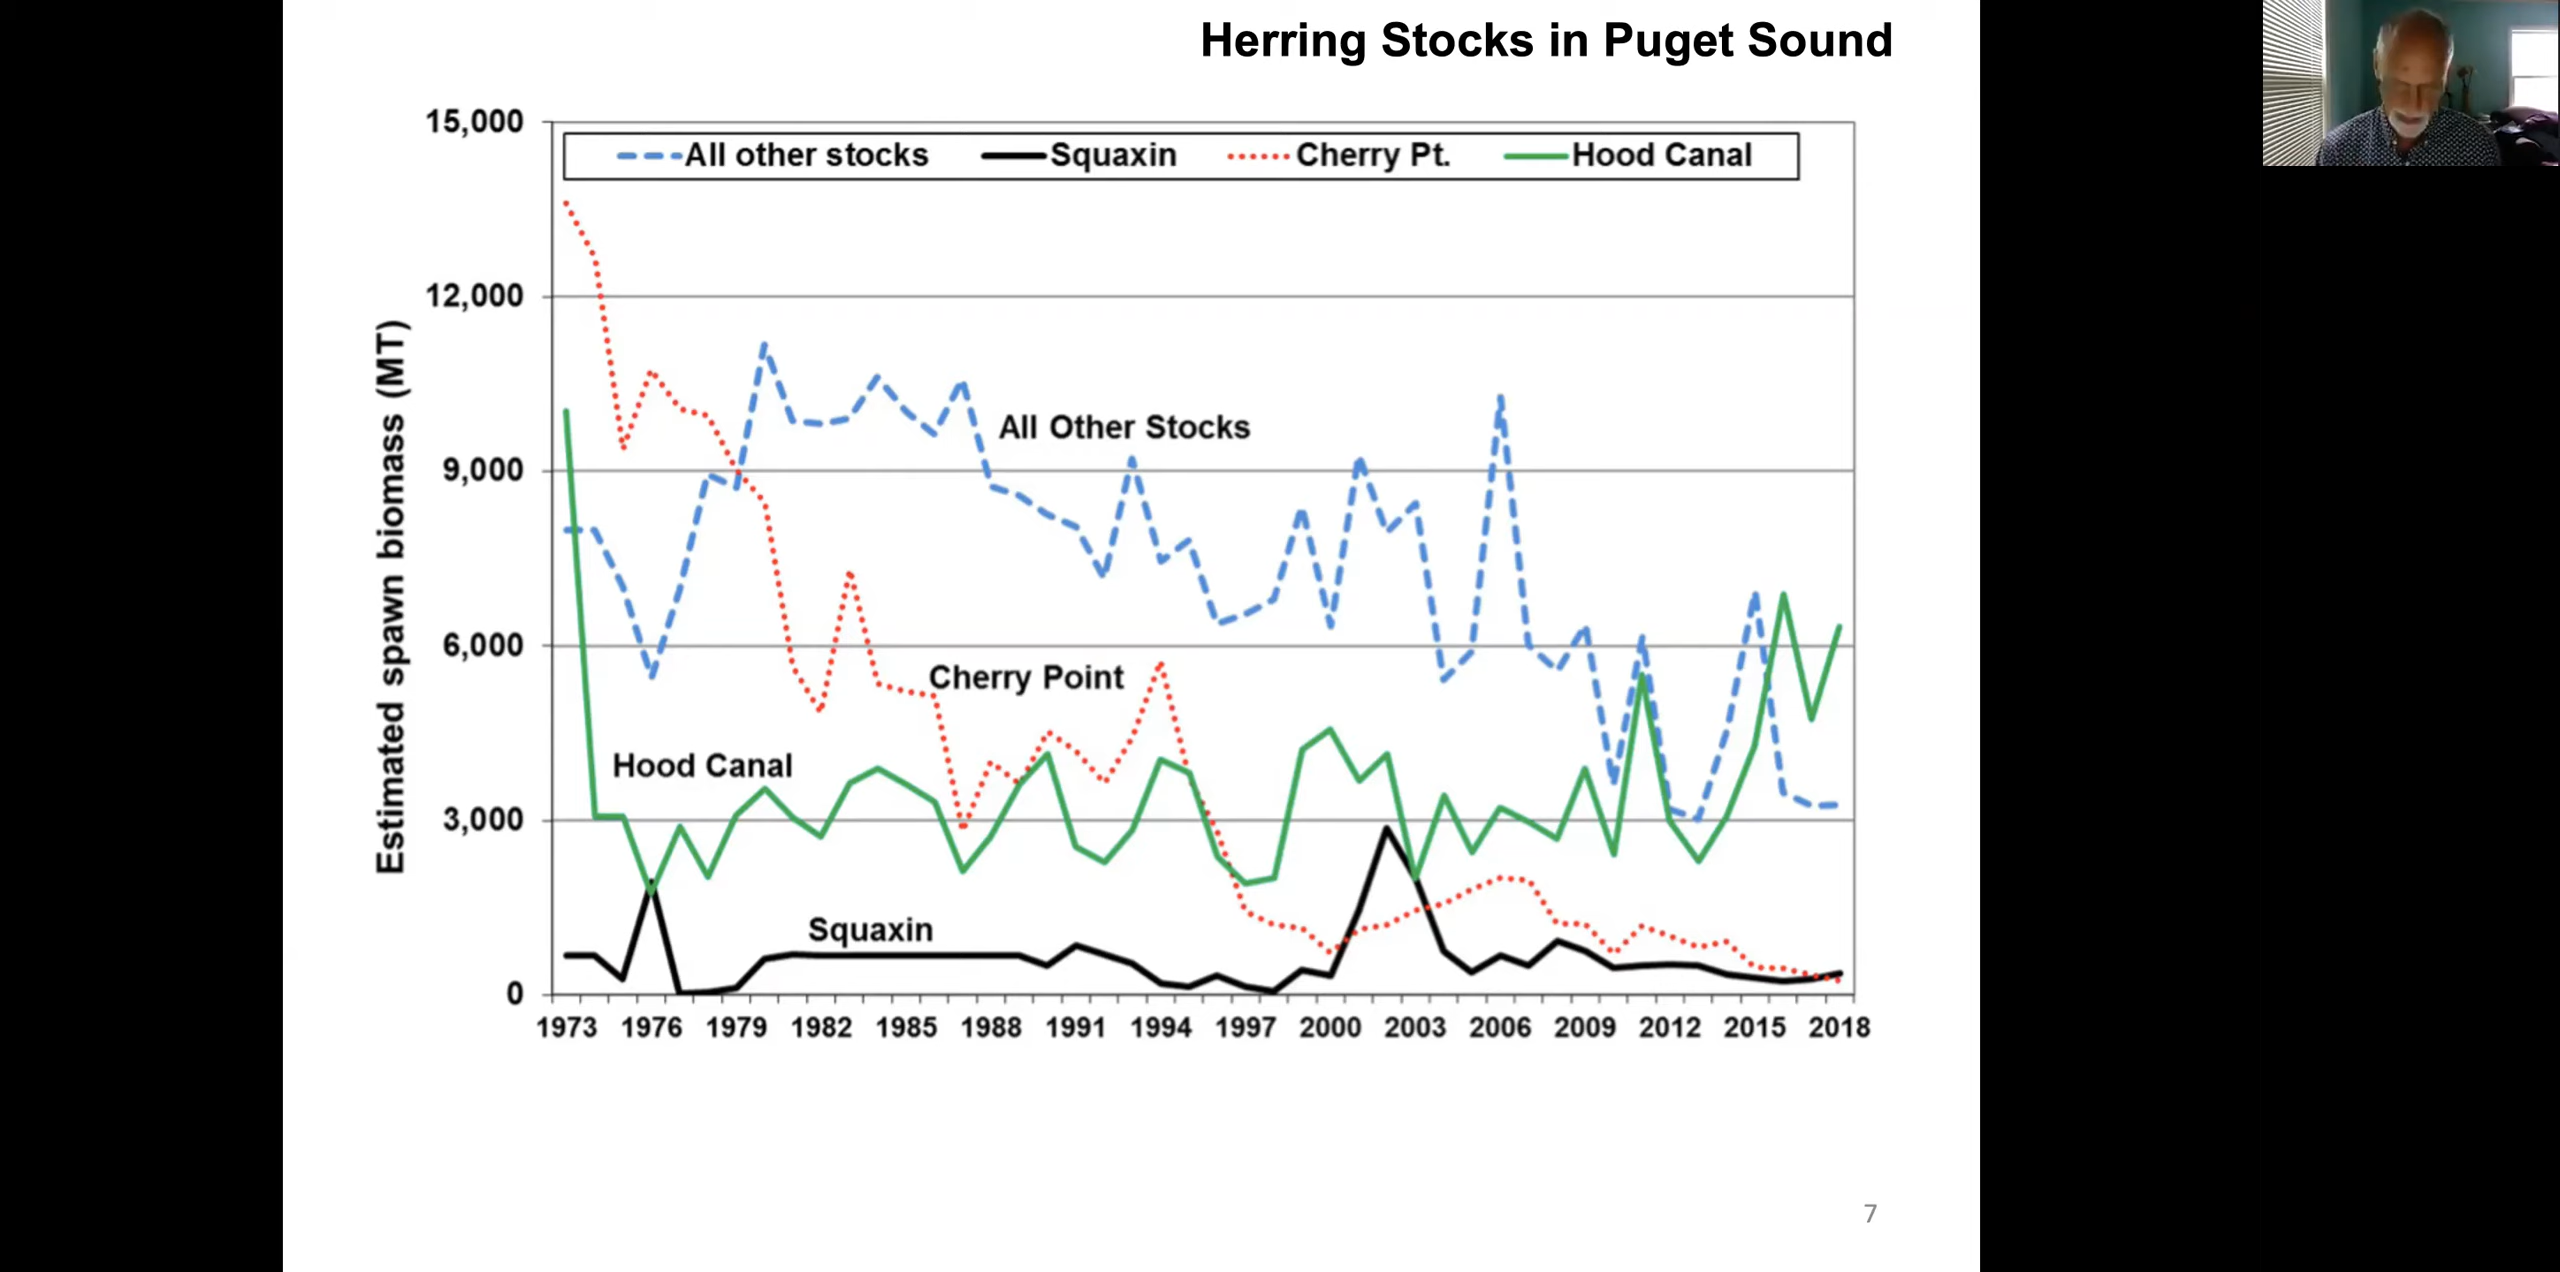 Herring Stocks in Puget Sound
15,000
12,000
9,000
6,000
3,000
0
Estimated spawn biomass (MT)
All other stocks Squaxin Cherry Pt. Hood Canal
All Other Stocks
Cherry Point
Hood Canal
Squaxin
1973 1976 1979 1982 1985 1988 1991 1994 1997 2000 2003 2006 2009 2012 2015 2018
7